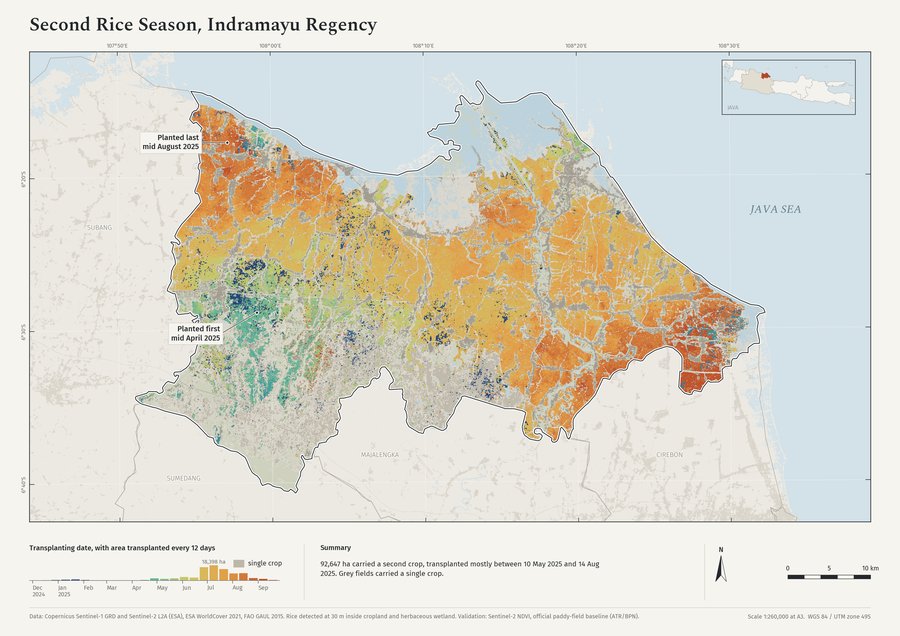 Second Rice Season, Indramayu Regency
107°50'E 108°00'E 108°10'E 108°20'E 108°30'E
JAVA
Planted last
mid August 2025
6°20'S
JAVA SEA
SUBANG
Planted first
mid April 2025
6°30'S
MAJALENGKA
CIREBON
SUMEDANG
6°40'S
Transplanting date, with area transplanted every 12 days
18,398 ha
single crop
Dec Jan Feb Mar Apr May Jun Jul Aug Sep
2024 2025
Summary
92,647 ha carried a second crop, transplanted mostly between 10 May 2025 and 14 Aug
2025. Grey fields carried a single crop.
N
0 5 10 km
Data: Copernicus Sentinel-1 GRD and Sentinel-2 L2A (ESA), ESA WorldCover 2021, FAO GAUL 2015. Rice detected at 30 m inside cropland and herbaceous wetland. Validation: Sentinel-2 NDVI, official paddy-field baseline (ATR/BPN).
Scale 1:260,000 at A3. WGS 84 / UTM zone 49S